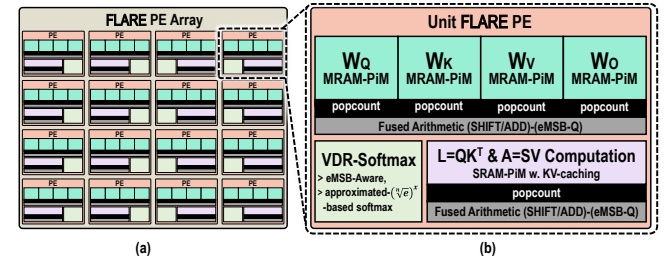 FLARE PE Array
PE PE PE PE
PE PE PE PE
PE PE PE PE
PE PE PE PE
(a)
Unit FLARE PE
WQ WK WV WO
MRAM-PiM MRAM-PiM MRAM-PiM MRAM-PiM
popcount popcount popcount popcount
Fused Arithmetic (SHIFT/ADD)-(eMSB-Q)
VDR-Softmax
> eMSB-Aware,
> approximated-(ⁿ√e)ˣ
-based softmax
L=QKᵀ & A=SV Computation
SRAM-PiM w. KV-caching
popcount
Fused Arithmetic (SHIFT/ADD)-(eMSB-Q)
(b)